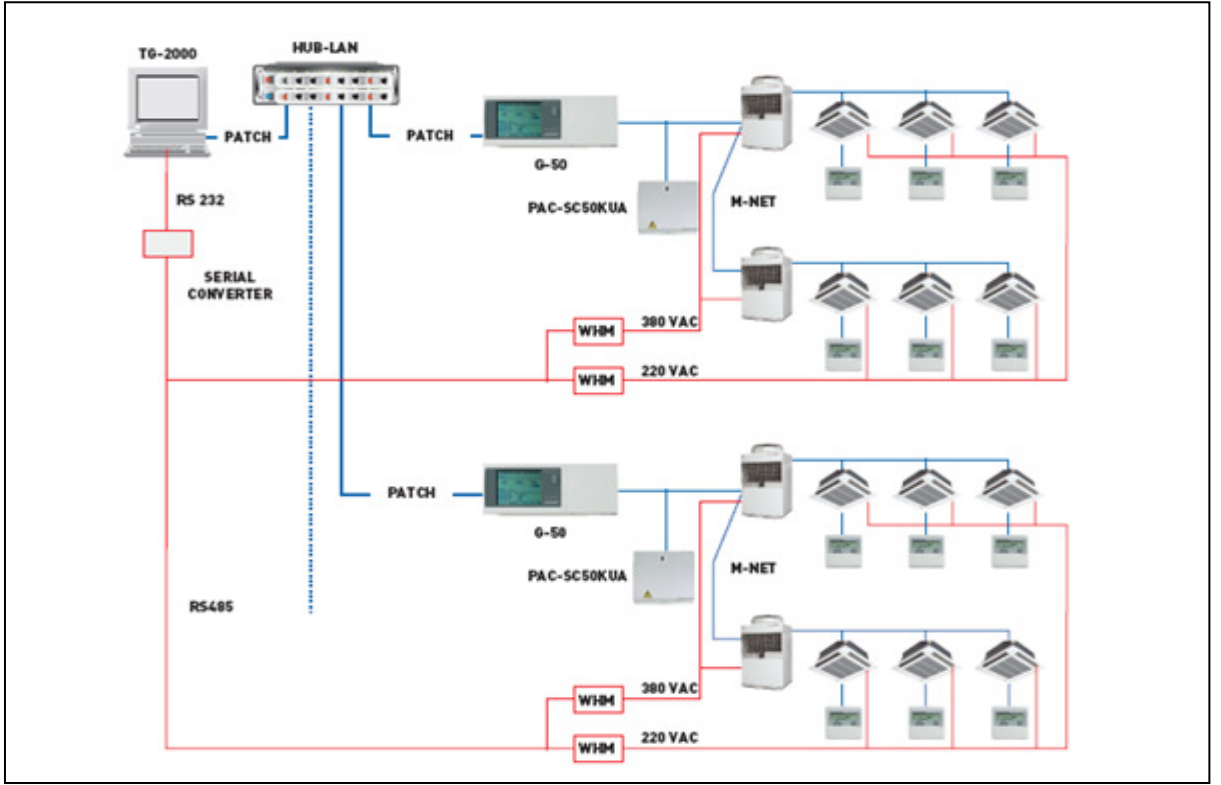 TG-2000
HUB-LAN
PATCH
PATCH
G-50
RS 232
PAC-SC50KUA
M-NET
SERIAL
CONVERTER
WHM
380 VAC
WHM
220 VAC
PATCH
G-50
PAC-SC50KUA
M-NET
RS485
WHM
380 VAC
WHM
220 VAC